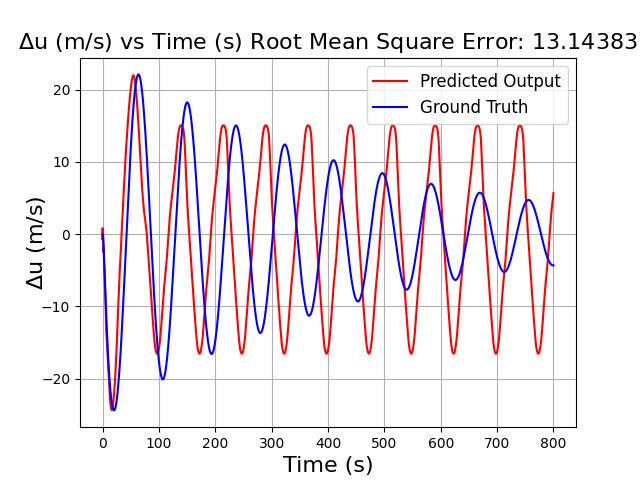 Δu (m/s) vs Time (s) Root Mean Square Error: 13.14383
Predicted Output
Ground Truth
Δu (m/s)
20
10
0
−10
−20
0 100 200 300 400 500 600 700 800
Time (s)